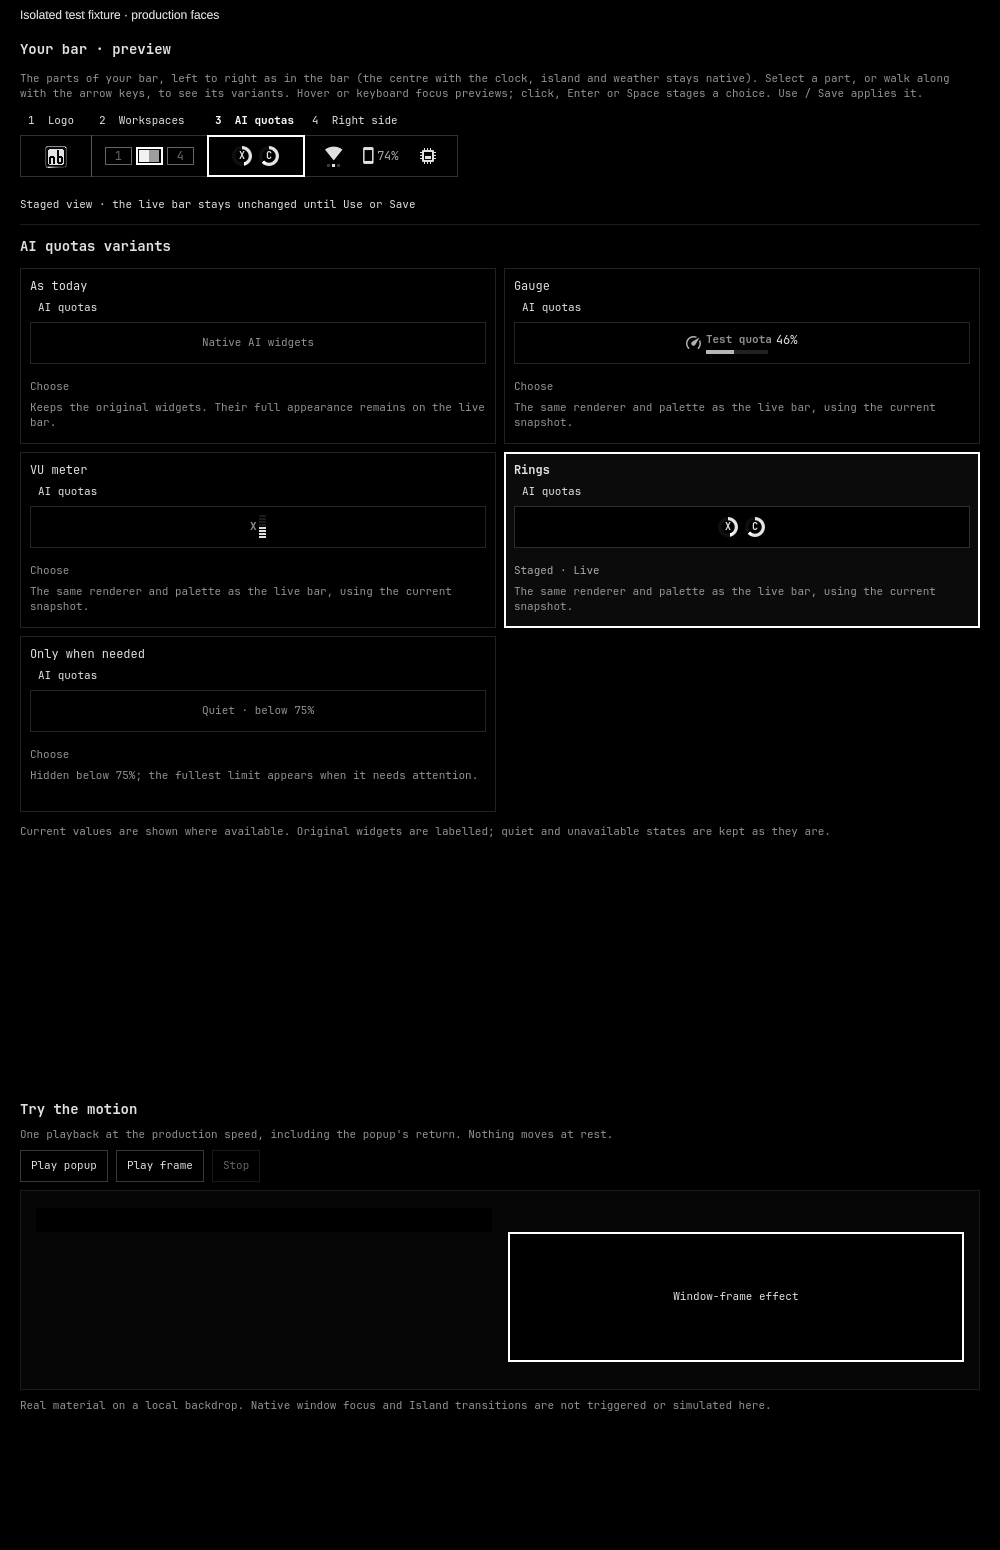 Isolated test fixture · production faces
Your bar · preview
The parts of your bar, left to right as in the bar (the centre with the clock, island and weather stays native). Select a part, or walk along
with the arrow keys, to see its variants. Hover or keyboard focus previews; click, Enter or Space stages a choice. Use / Save applies it.
1 Logo 2 Workspaces 3 AI quotas 4 Right side
nb 1 4 X C 74%
Staged view · the live bar stays unchanged until Use or Save
AI quotas variants
As today
AI quotas
Native AI widgets
Choose
Keeps the original widgets. Their full appearance remains on the live
bar.
Gauge
AI quotas
Test quota 46%
Choose
The same renderer and palette as the live bar, using the current
snapshot.
VU meter
AI quotas
X
Choose
The same renderer and palette as the live bar, using the current
snapshot.
Rings
AI quotas
X C
Staged · Live
The same renderer and palette as the live bar, using the current
snapshot.
Only when needed
AI quotas
Quiet · below 75%
Choose
Hidden below 75%; the fullest limit appears when it needs attention.
Current values are shown where available. Original widgets are labelled; quiet and unavailable states are kept as they are.
Try the motion
One playback at the production speed, including the popup's return. Nothing moves at rest.
Play popup Play frame Stop
Window-frame effect
Real material on a local backdrop. Native window focus and Island transitions are not triggered or simulated here.